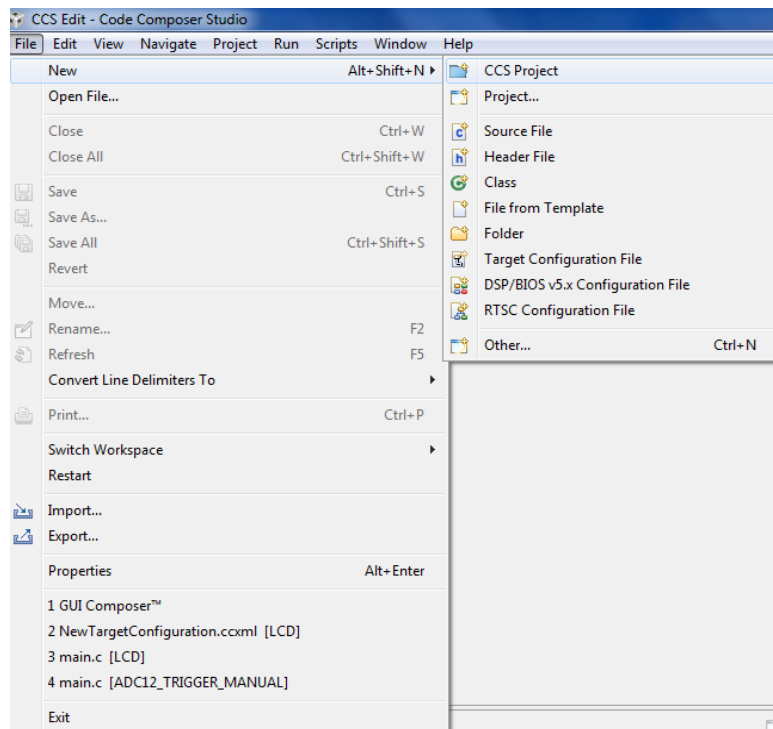 CCS Edit - Code Composer Studio
File Edit View Navigate Project Run Scripts Window Help
New Alt+Shift+N
Open File...
Close Ctrl+W
Close All Ctrl+Shift+W
Save Ctrl+S
Save As...
Save All Ctrl+Shift+S
Revert
Move...
Rename... F2
Refresh F5
Convert Line Delimiters To
Print... Ctrl+P
Switch Workspace
Restart
Import...
Export...
Properties Alt+Enter
1 GUI Composer™
2 NewTargetConfiguration.ccxml [LCD]
3 main.c [LCD]
4 main.c [ADC12_TRIGGER_MANUAL]
Exit
CCS Project
Project...
Source File
Header File
Class
File from Template
Folder
Target Configuration File
DSP/BIOS v5.x Configuration File
RTSC Configuration File
Other... Ctrl+N